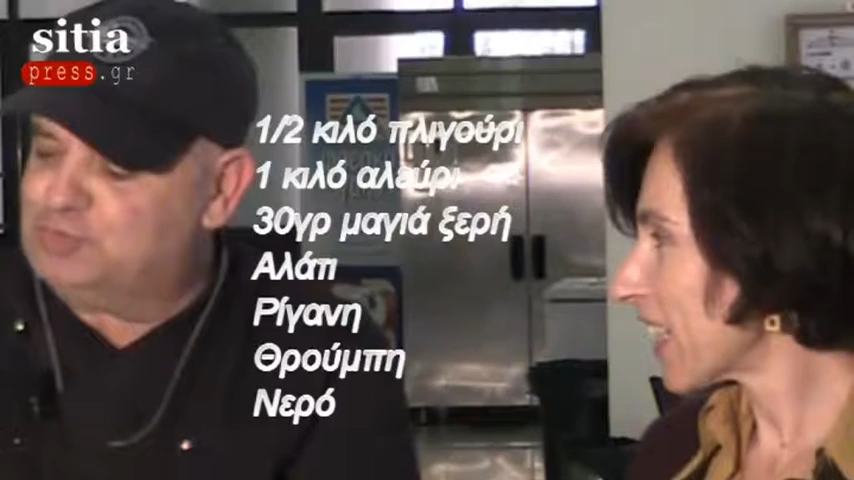 sitia
press.gr
1/2 κιλό πλιγούρι
1 κιλό αλεύρι
30γρ μαγιά ξερή
Αλάτι
Ρίγανη
Θρούμπη
Νερό